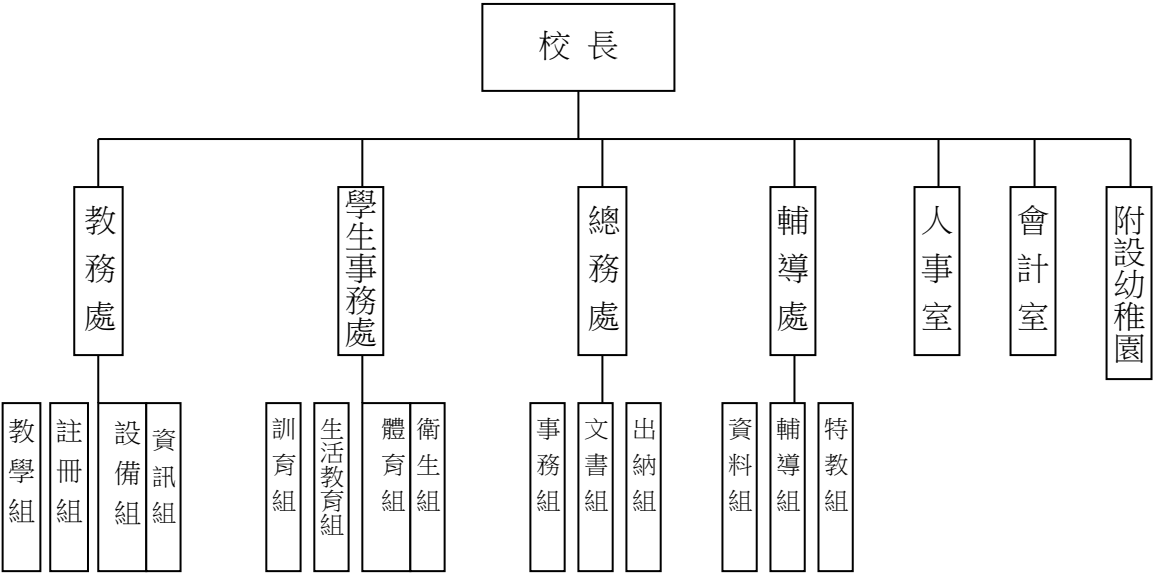 校長
教務處
學生事務處
總務處
輔導處
人事室
會計室
附設幼稚園
教學組
註冊組
設備組
資訊組
訓育組
生活教育組
體育組
衛生組
事務組
文書組
出納組
資料組
輔導組
特教組